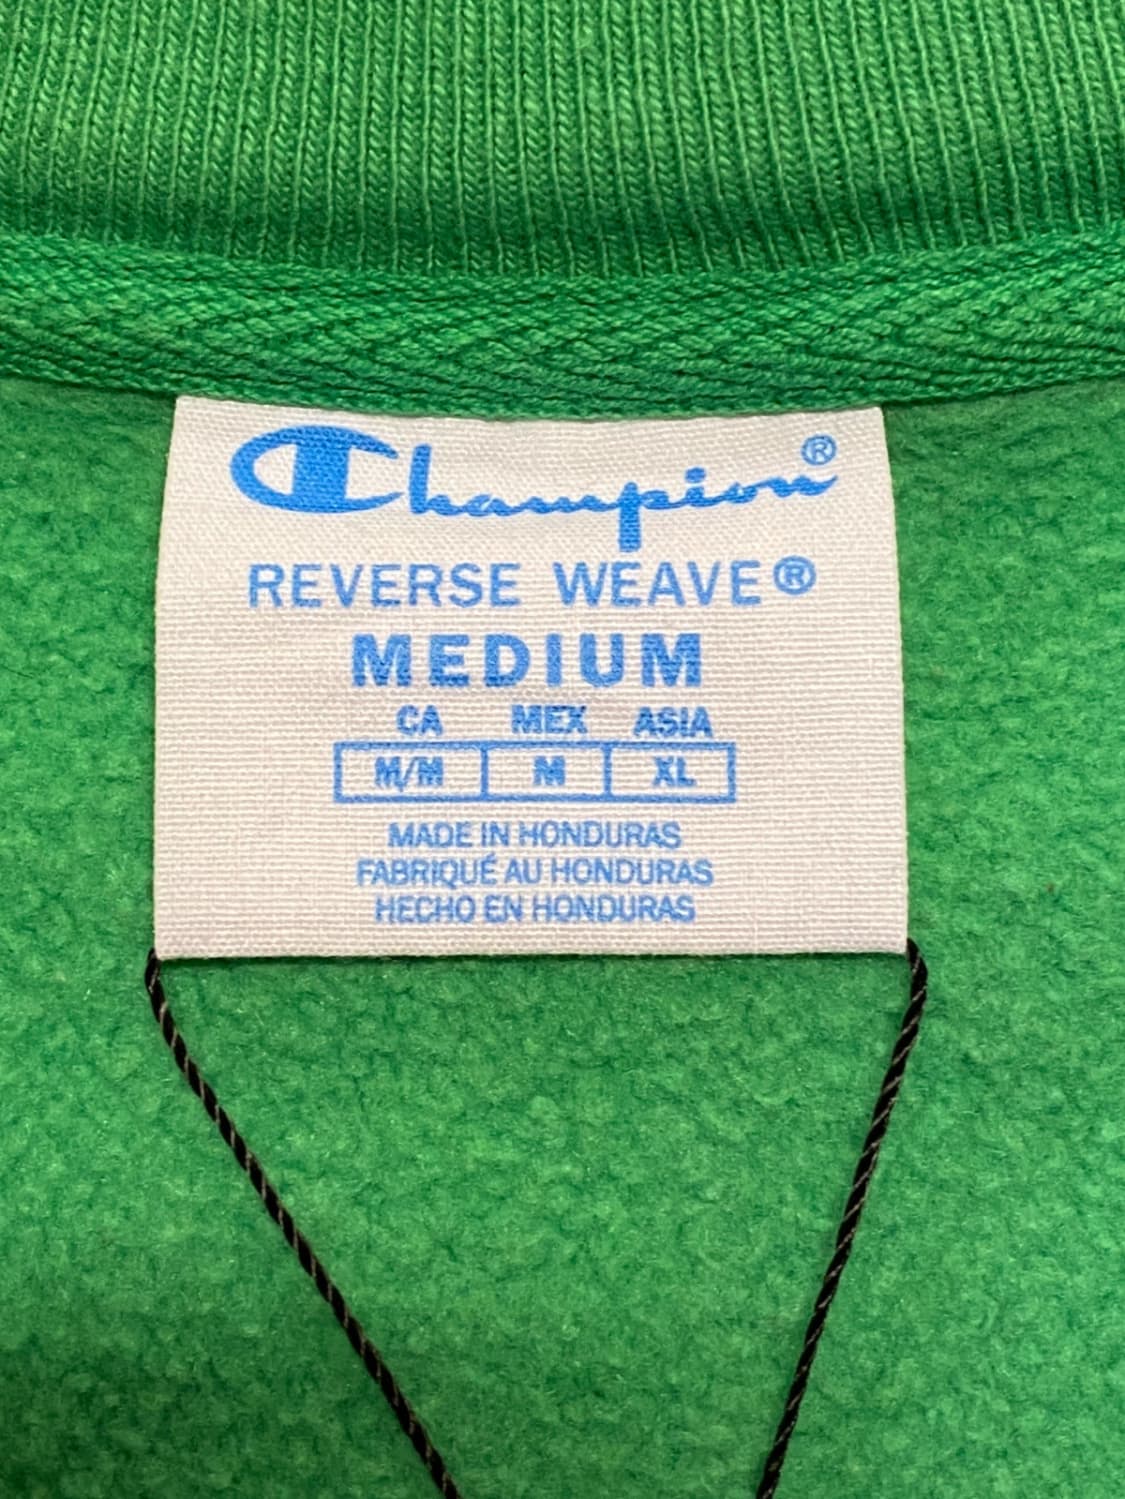 Champion®
REVERSE WEAVE®
MEDIUM
CA MEX ASIA
M/M M XL
MADE IN HONDURAS
FABRIQUÉ AU HONDURAS
HECHO EN HONDURAS